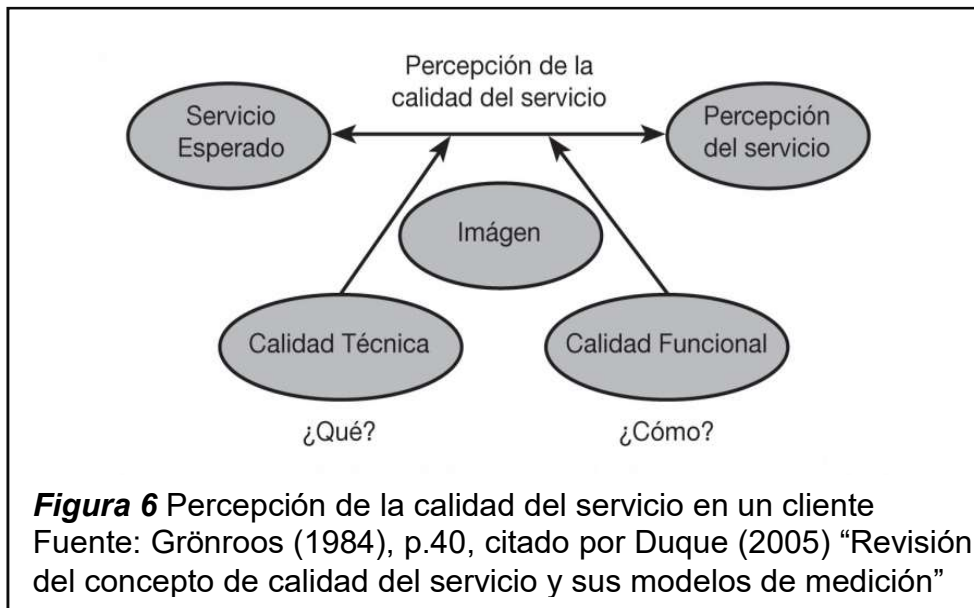 Percepción de la
calidad del servicio
Servicio
Esperado
Percepción
del servicio
Imágen
Calidad Técnica
Calidad Funcional
¿Qué?
¿Cómo?
Figura 6 Percepción de la calidad del servicio en un cliente
Fuente: Grönroos (1984), p.40, citado por Duque (2005) “Revisión
del concepto de calidad del servicio y sus modelos de medición”